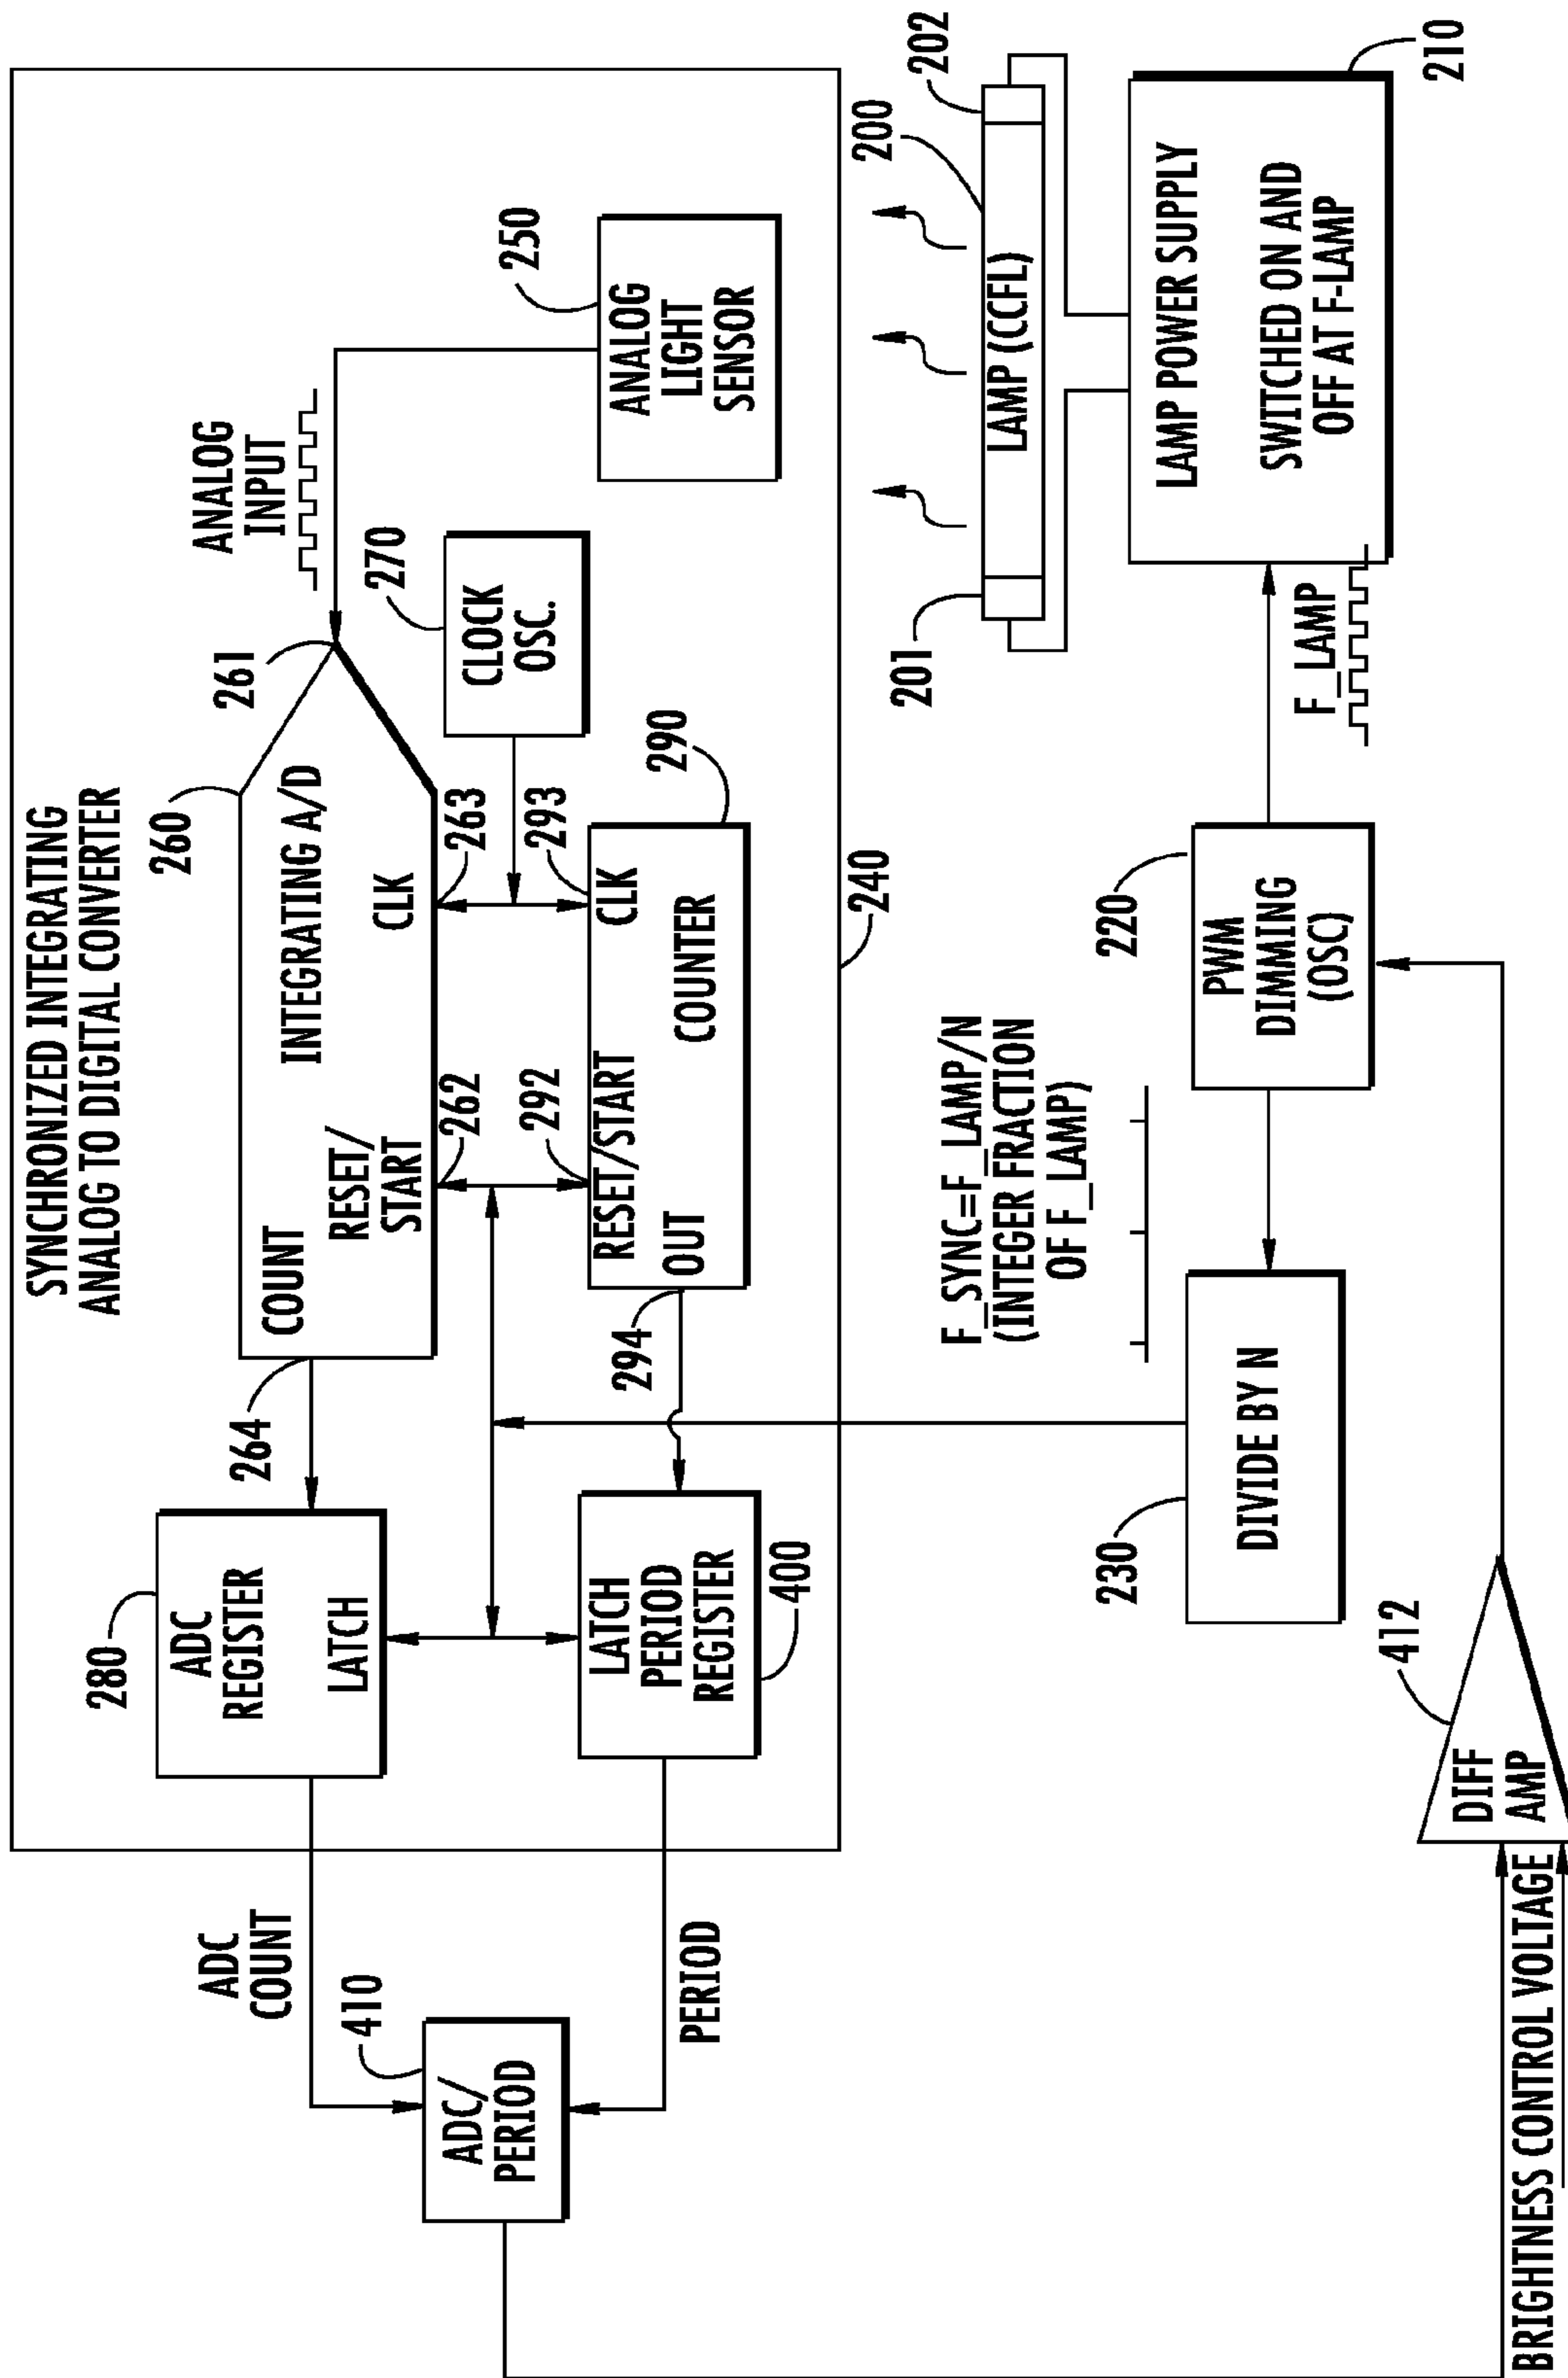 SYNCHRONIZED INTEGRATING
ANALOG TO DIGITAL CONVERTER
ADC
COUNT
280
ADC
REGISTER
LATCH
264
COUNT
RESET/
START
INTEGRATING A/D
CLK
260
261
ANALOG
INPUT
262
263
292
293
270
CLOCK
OSC.
250
ANALOG
LIGHT
SENSOR
410
ADC/
PERIOD
PERIOD
LATCH
PERIOD
REGISTER
400
294
RESET/START
OUT
COUNTER
CLK
290
240
200
201
202
LAMP (CCFL)
F_SYNC=F_LAMP/N
(INTEGER FRACTION
OF F_LAMP)
230
DIVIDE BY N
220
PWM
DIMMING
(OSC)
F_LAMP
LAMP POWER SUPPLY
SWITCHED ON AND
OFF AT F-LAMP
210
412
DIFF
AMP
BRIGHTNESS CONTROL VOLTAGE